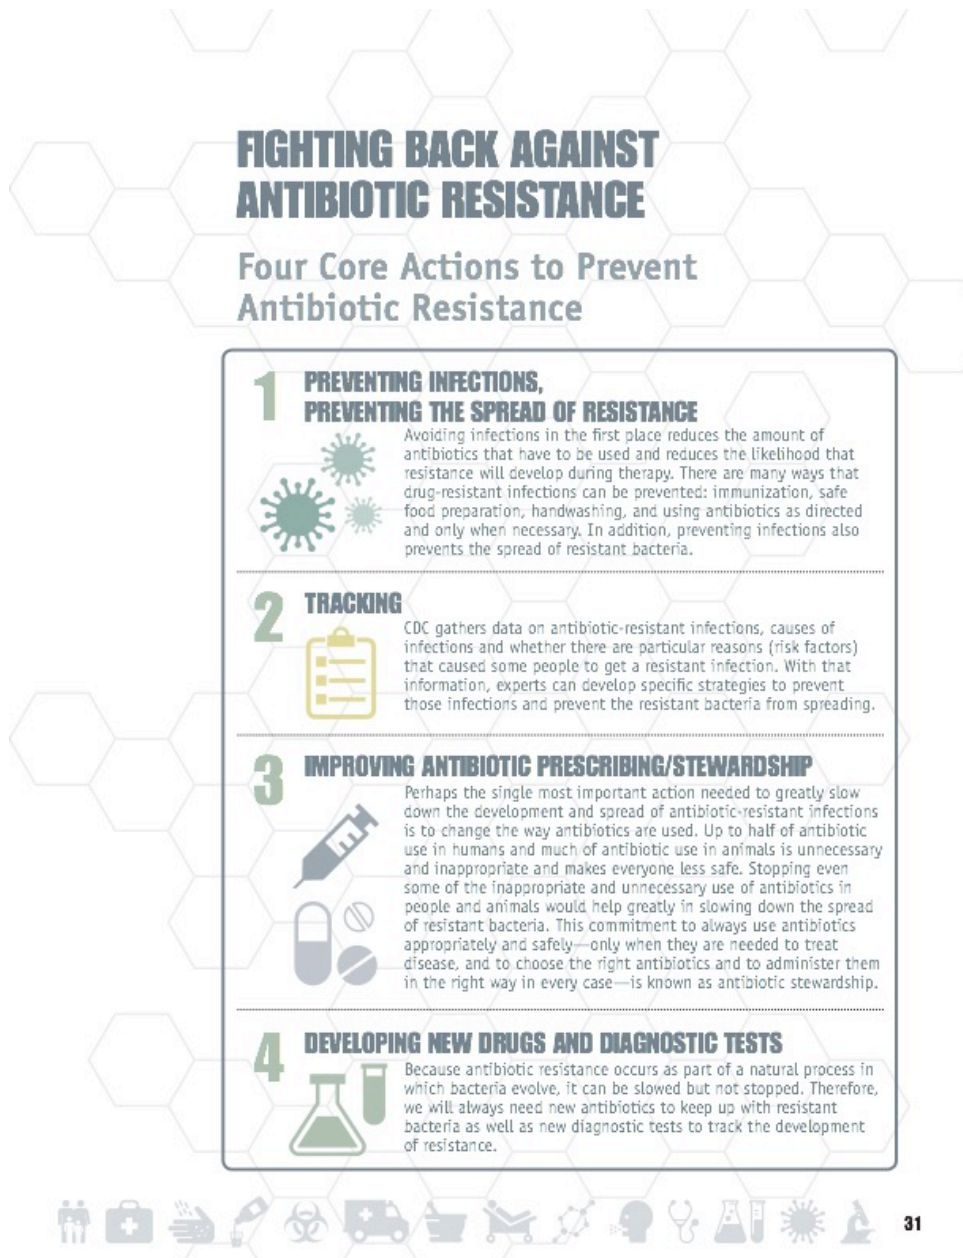 FIGHTING BACK AGAINST
ANTIBIOTIC RESISTANCE
Four Core Actions to Prevent
Antibiotic Resistance
1
PREVENTING INFECTIONS,
PREVENTING THE SPREAD OF RESISTANCE
Avoiding infections in the first place reduces the amount of
antibiotics that have to be used and reduces the likelihood that
resistance will develop during therapy. There are many ways that
drug-resistant infections can be prevented: immunization, safe
food preparation, handwashing, and using antibiotics as directed
and only when necessary. In addition, preventing infections also
prevents the spread of resistant bacteria.
2
TRACKING
CDC gathers data on antibiotic-resistant infections, causes of
infections and whether there are particular reasons (risk factors)
that caused some people to get a resistant infection. With that
information, experts can develop specific strategies to prevent
those infections and prevent the resistant bacteria from spreading.
3
IMPROVING ANTIBIOTIC PRESCRIBING/STEWARDSHIP
Perhaps the single most important action needed to greatly slow
down the development and spread of antibiotic-resistant infections
is to change the way antibiotics are used. Up to half of antibiotic
use in humans and much of antibiotic use in animals is unnecessary
and inappropriate and makes everyone less safe. Stopping even
some of the inappropriate and unnecessary use of antibiotics in
people and animals would help greatly in slowing down the spread
of resistant bacteria. This commitment to always use antibiotics
appropriately and safely—only when they are needed to treat
disease, and to choose the right antibiotics and to administer them
in the right way in every case—is known as antibiotic stewardship.
4
DEVELOPING NEW DRUGS AND DIAGNOSTIC TESTS
Because antibiotic resistance occurs as part of a natural process in
which bacteria evolve, it can be slowed but not stopped. Therefore,
we will always need new antibiotics to keep up with resistant
bacteria as well as new diagnostic tests to track the development
of resistance.
31